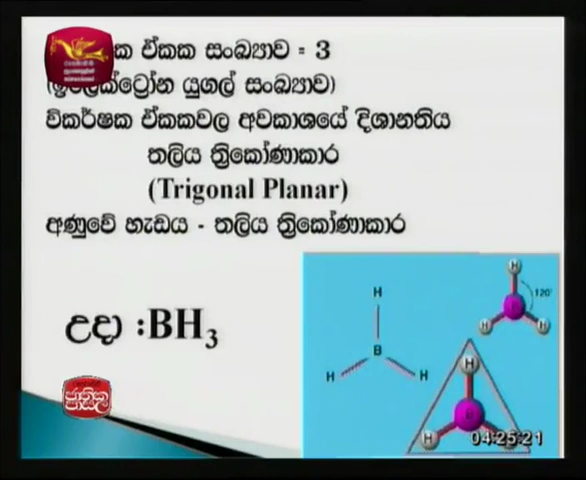 ක ඒකක සංඛ්‍යාව = 3
ඉලෙක්ට්‍රෝන යුගල් සංඛ්‍යාව)
විකර්ෂක ඒකකවල අවකාශයේ දිශානතිය
තලීය ත්‍රිකෝණාකාර
(Trigonal Planar)
අණුවේ හැඩය - තලීය ත්‍රිකෝණාකාර
උදා :BH3
H
B
H
H
H
120°
H
H
H
B
H
ජාතික
පාසල
04:25:21